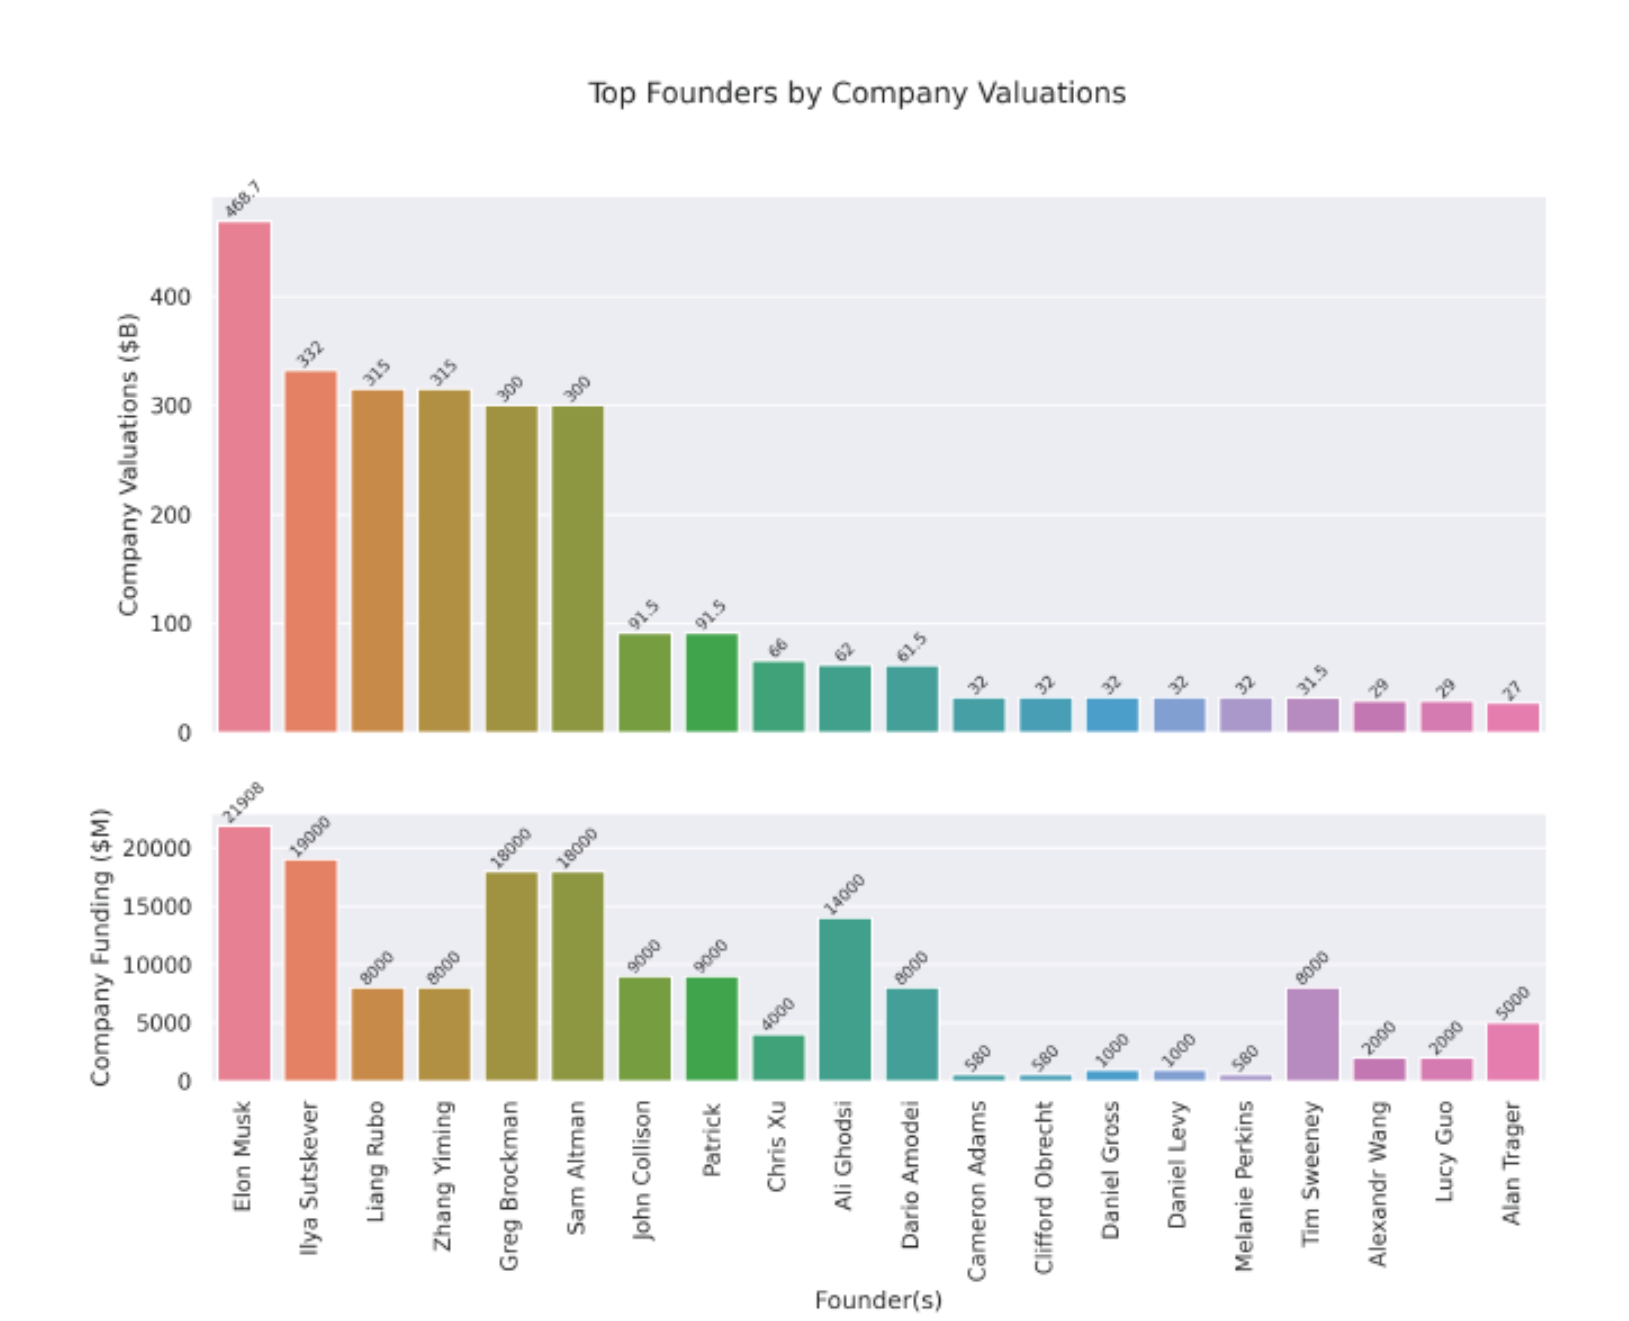 Top Founders by Company Valuations
Company Valuations ($B)
400
300
200
100
0
468.7
332
315
315
300
300
91.5
91.5
66
62
61.5
32
32
32
32
32
31.5
29
29
27
Company Funding ($M)
20000
15000
10000
5000
0
21908
19000
8000
8000
18000
18000
9000
9000
4000
14000
8000
580
580
1000
1000
580
8000
2000
2000
5000
Elon Musk
Ilya Sutskever
Liang Rubo
Zhang Yiming
Greg Brockman
Sam Altman
John Collison
Patrick
Chris Xu
Ali Ghodsi
Dario Amodei
Cameron Adams
Clifford Obrecht
Daniel Gross
Daniel Levy
Melanie Perkins
Tim Sweeney
Alexandr Wang
Lucy Guo
Alan Trager
Founder(s)